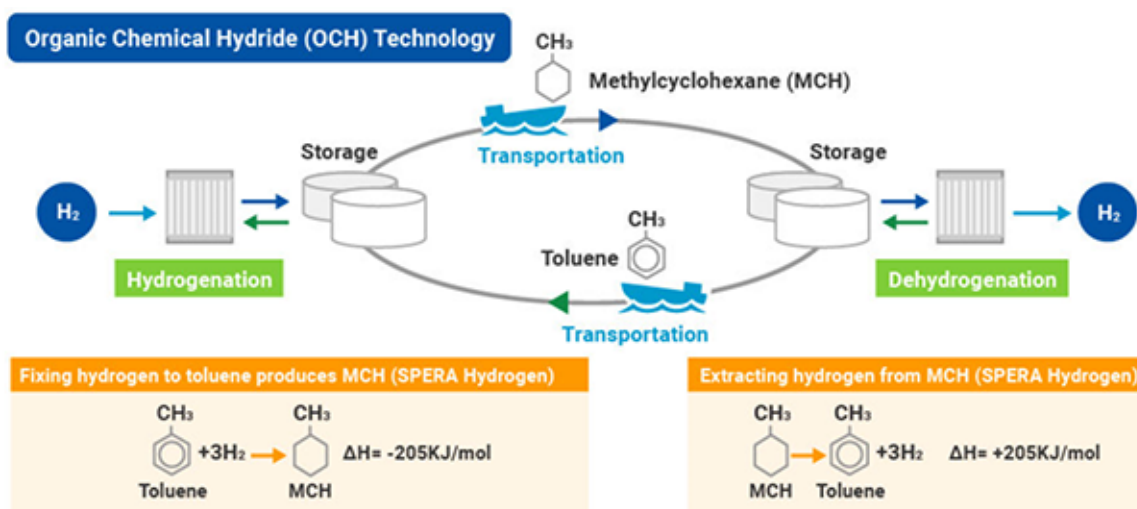 Organic Chemical Hydride (OCH) Technology
CH₃
Methylcyclohexane (MCH)
Transportation
Storage
Storage
H₂
H₂
Hydrogenation
Dehydrogenation
CH₃
Toluene
Transportation
Fixing hydrogen to toluene produces MCH (SPERA Hydrogen)
CH₃ CH₃
+3H₂ ΔH= -205KJ/mol
Toluene MCH
Extracting hydrogen from MCH (SPERA Hydrogen)
CH₃ CH₃
+3H₂ ΔH= +205KJ/mol
MCH Toluene